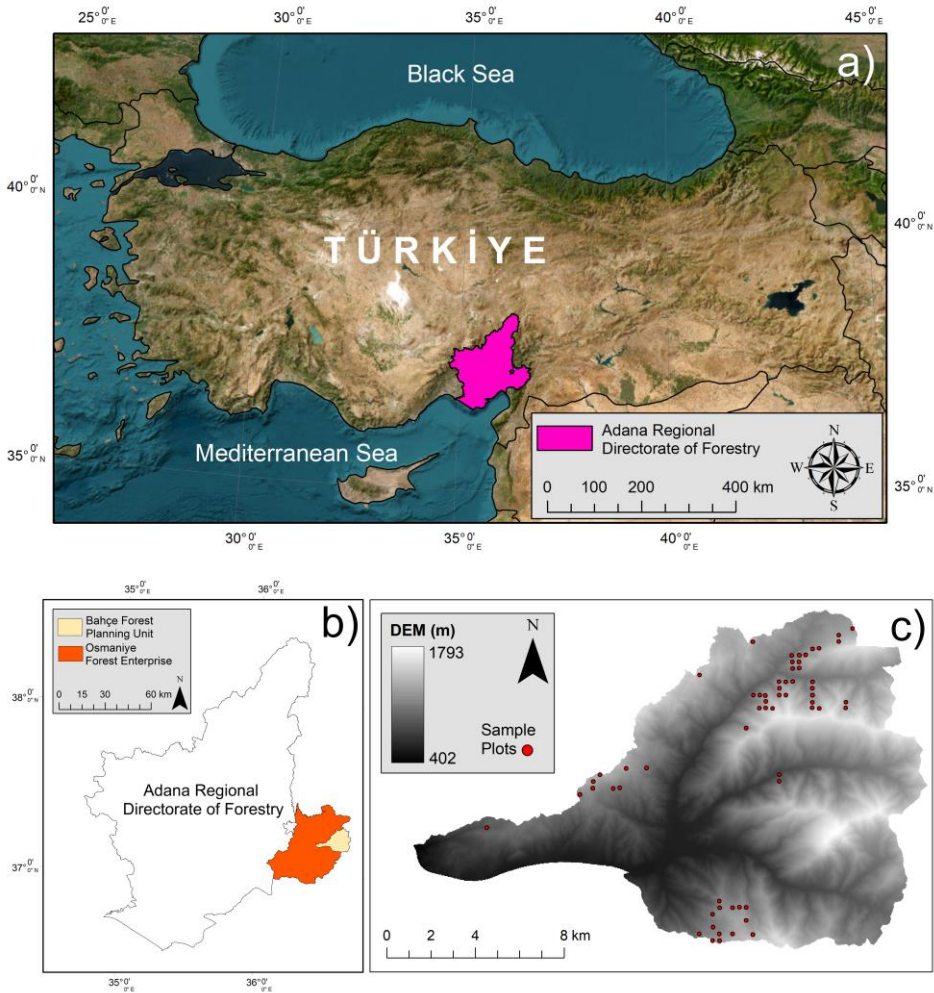 25° 0' 0" E
30° 0' 0" E
35° 0' 0" E
40° 0' 0" E
45° 0' 0" E
a)
Black Sea
40° 0' 0" N
40° 0' 0" N
TÜRKİYE
Mediterranean Sea
35° 0' 0" N
35° 0' 0" N
Adana Regional
Directorate of Forestry
0 100 200 400 km
N
W E
S
30° 0' 0" E
35° 0' 0" E
40° 0' 0" E
35° 0' 0" E
36° 0' 0" E
b)
Bahçe Forest
Planning Unit
Osmaniye
Forest Enterprise
0 15 30 60 km
N
38° 0' 0" N
Adana Regional
Directorate of Forestry
37° 0' 0" N
35° 0' 0" E
36° 0' 0" E
c)
DEM (m)
1793
402
N
Sample
Plots
0 2 4 8 km